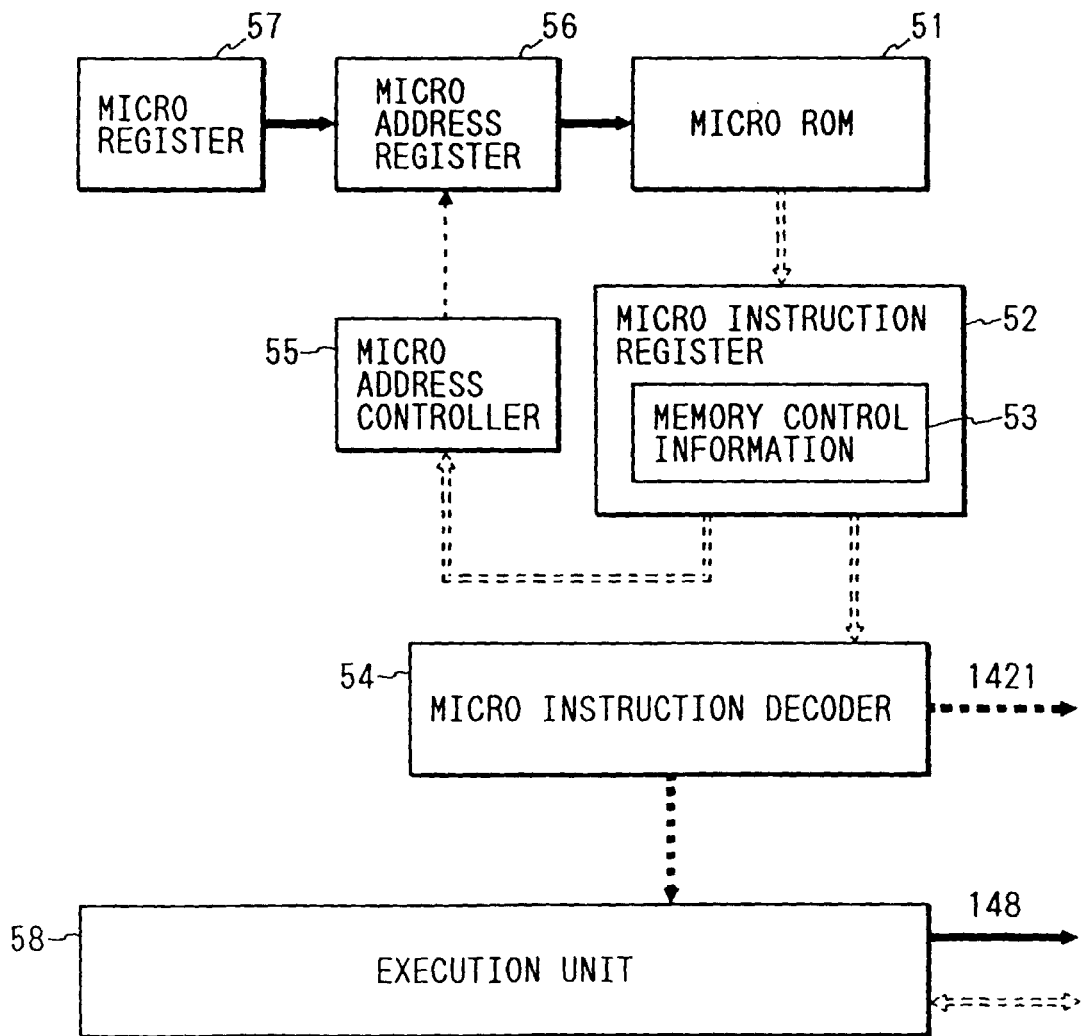 57
56
51
MICRO
REGISTER
MICRO
ADDRESS
REGISTER
MICRO ROM
MICRO INSTRUCTION
REGISTER
52
55
MICRO
ADDRESS
CONTROLLER
MEMORY CONTROL
INFORMATION
53
54
MICRO INSTRUCTION DECODER
1421
58
EXECUTION UNIT
148